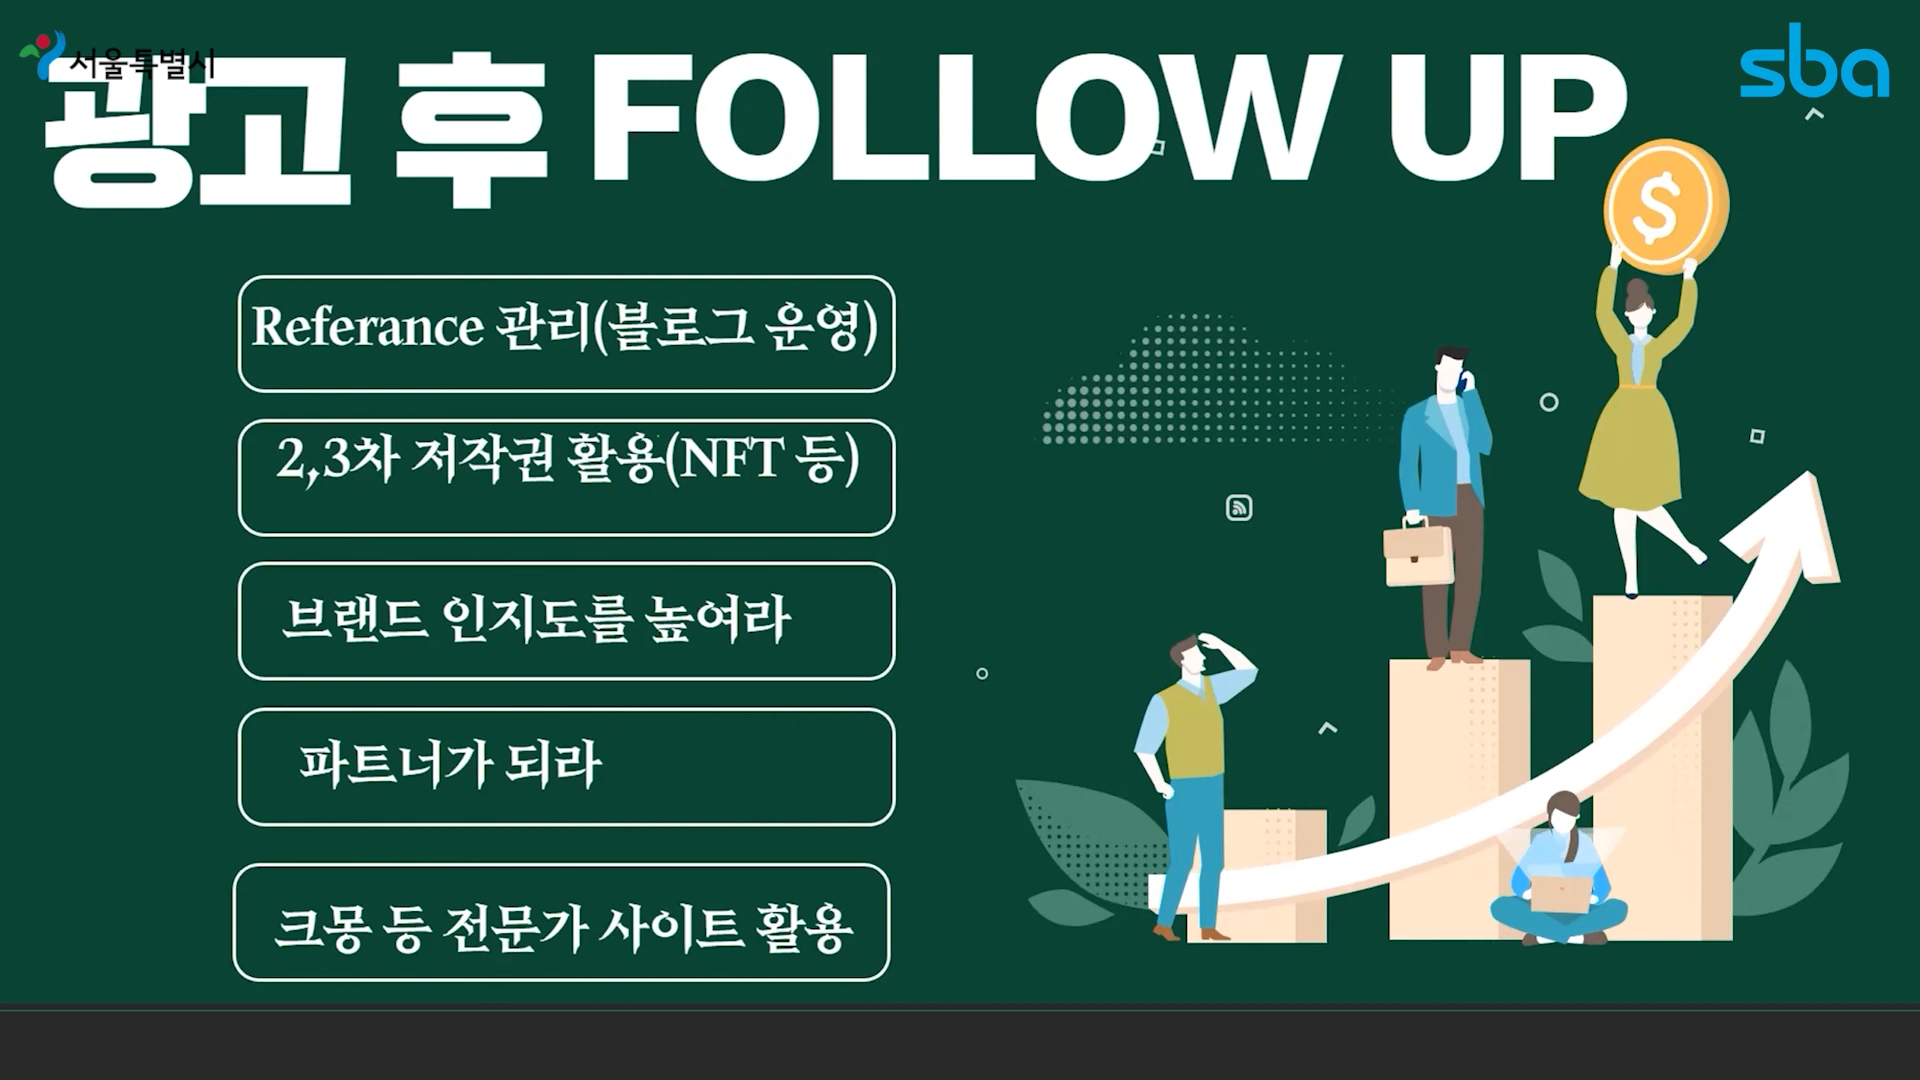 서울특별시
sba
광고 후 FOLLOW UP
$
Referance 관리(블로그 운영)
2,3차 저작권 활용(NFT 등)
브랜드 인지도를 높여라
파트너가 되라
크몽 등 전문가 사이트 활용